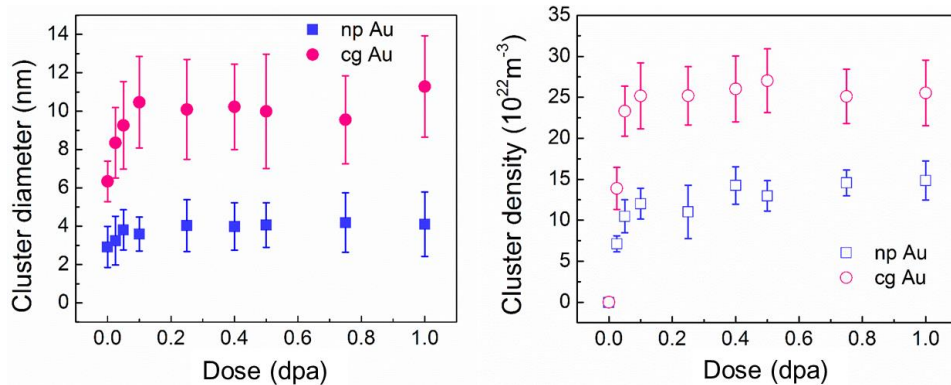 Cluster diameter (nm)
14
12
10
8
6
4
2
0
np Au
cg Au
0.0 0.2 0.4 0.6 0.8 1.0
Dose (dpa)
Cluster density (10²²m⁻³)
35
30
25
20
15
10
5
0
np Au
cg Au
0.0 0.2 0.4 0.6 0.8 1.0
Dose (dpa)